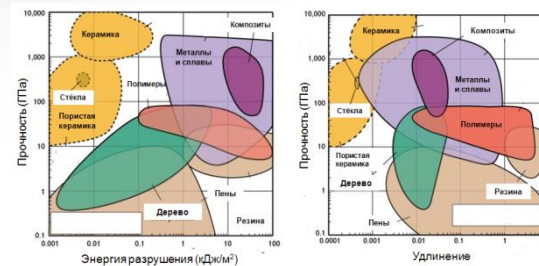 Прочность (ГПа)
10,000
1,000
100
10
1
0.1
Керамика
Композиты
Металлы
и сплавы
Стёкла
Полимеры
Пористая
керамика
Дерево
Пены
Резина
0.001
0.01
0.1
1
10
100
Энергия разрушения (кДж/м²)
Прочность (ГПа)
10,000
1,000
100
10
1
0.1
Керамика
Композиты
Металлы
и сплавы
Стёкла
Полимеры
Пористая
керамика
Дерево
Резина
Пены
0.0001
0.001
0.01
0.1
1
Удлинение